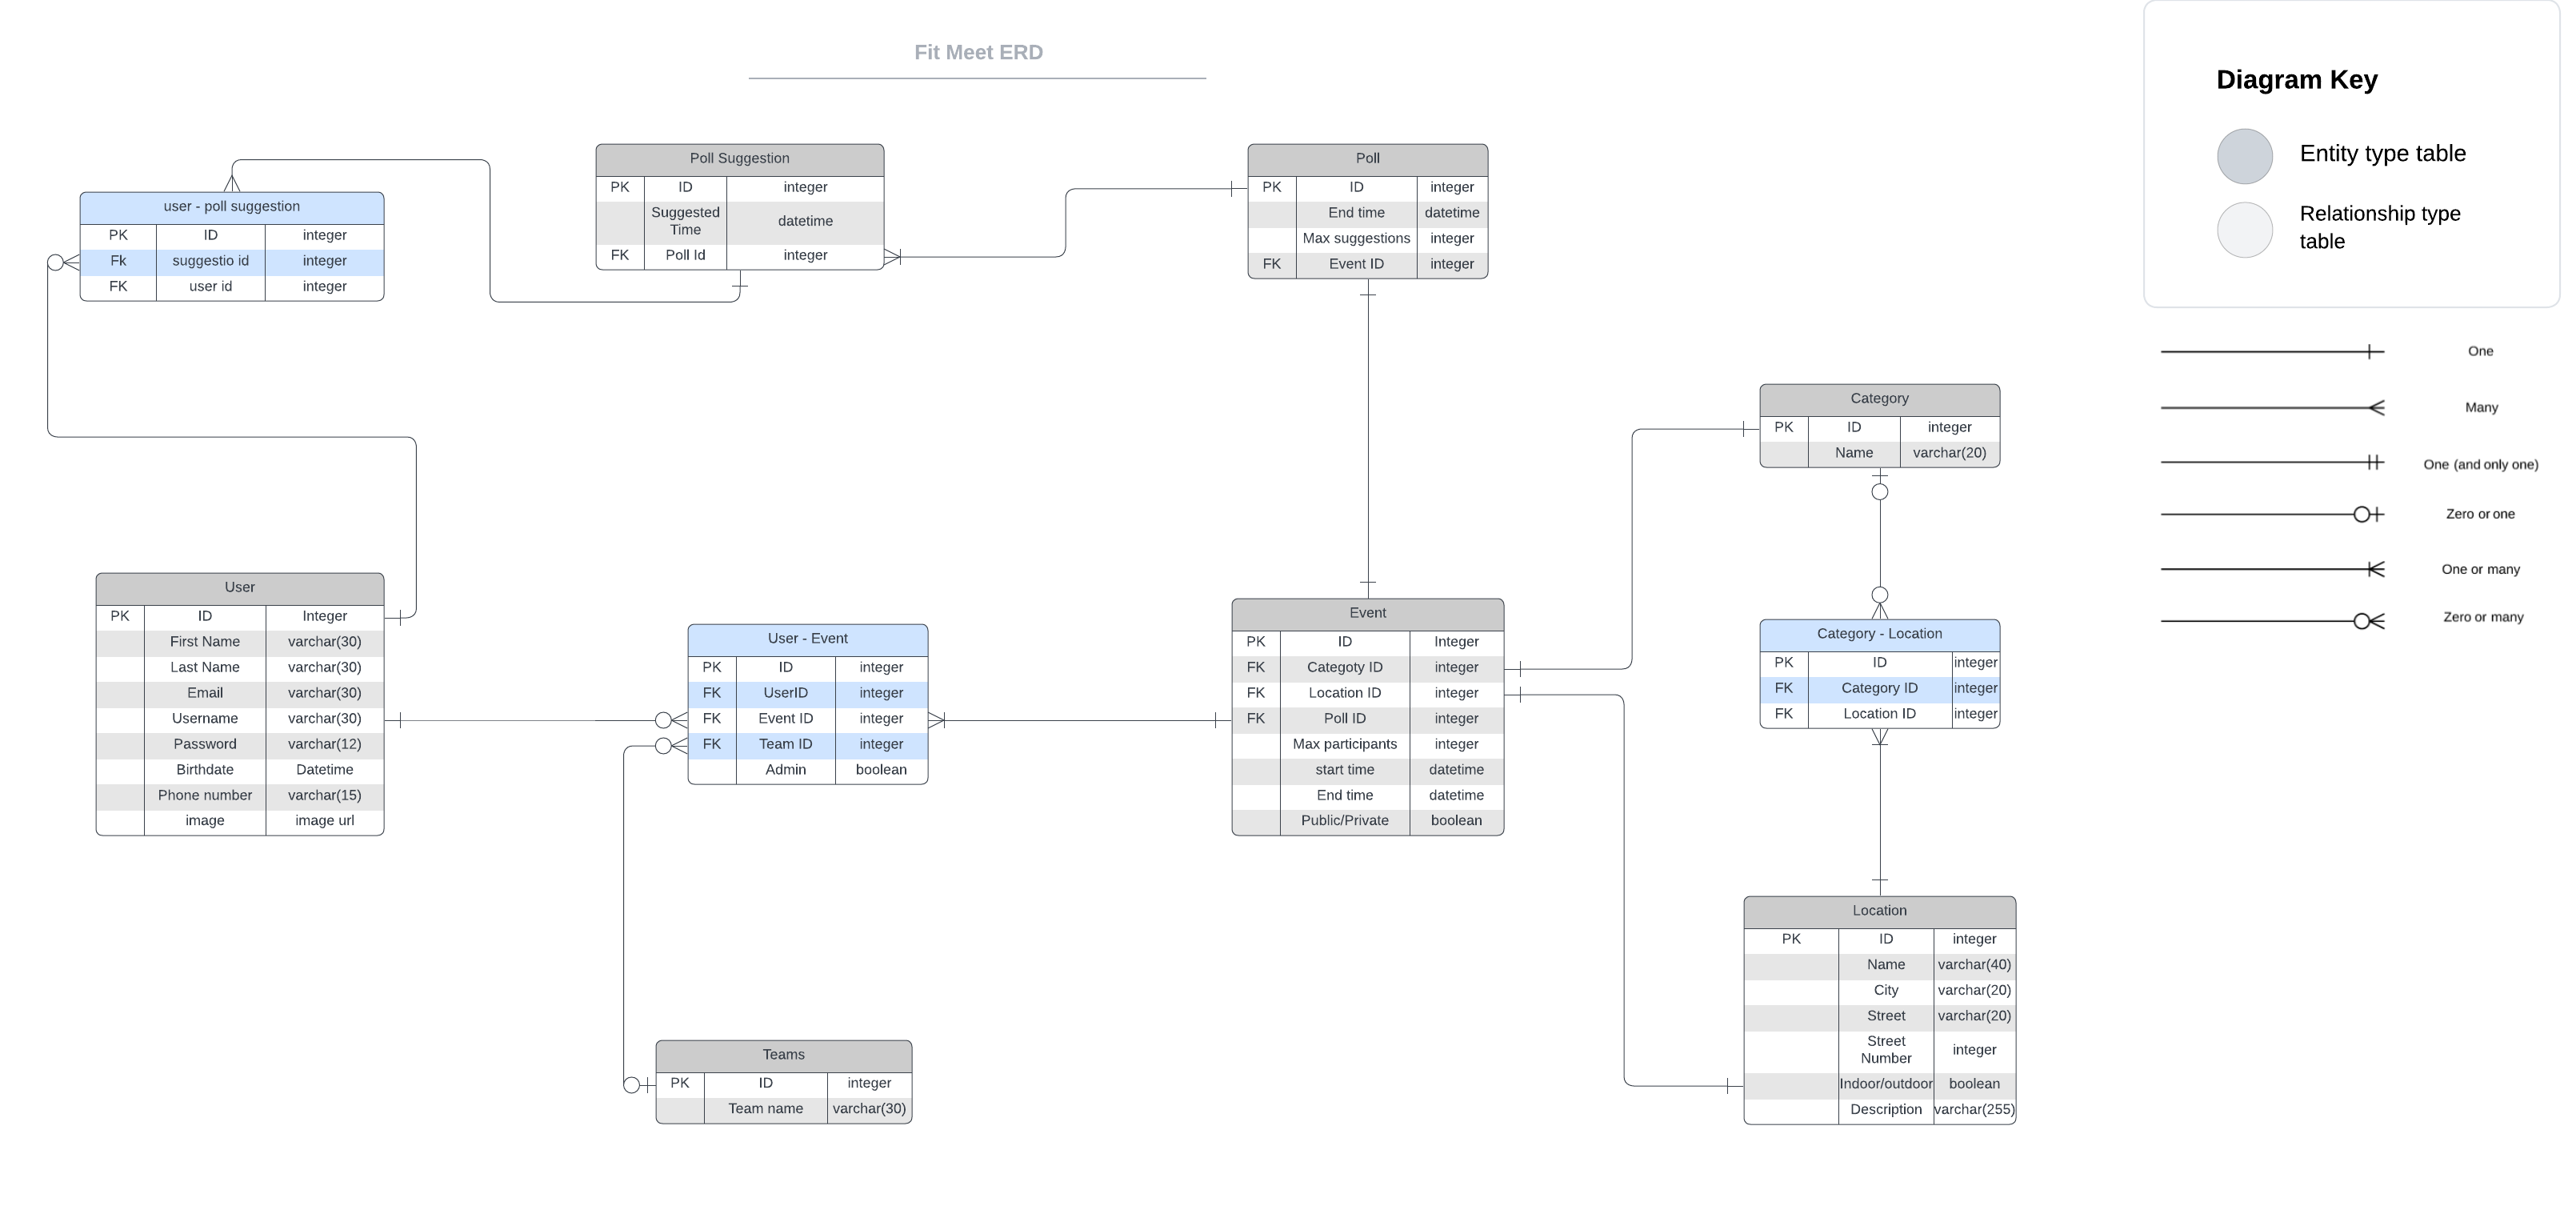 Fit Meet ERD
Diagram Key
Entity type table
Relationship type
table
One
Many
One (and only one)
Zero or one
One or many
Zero or many
user - poll suggestion
PK ID integer
Fk suggestio id integer
FK user id integer
Poll Suggestion
PK ID integer
Suggested
Time datetime
FK Poll Id integer
Poll
PK ID integer
End time datetime
Max suggestions integer
FK Event ID integer
Category
PK ID integer
Name varchar(20)
User
PK ID Integer
First Name varchar(30)
Last Name varchar(30)
Email varchar(30)
Username varchar(30)
Password varchar(12)
Birthdate Datetime
Phone number varchar(15)
image image url
User - Event
PK ID integer
FK UserID integer
FK Event ID integer
FK Team ID integer
Admin boolean
Event
PK ID Integer
FK Categoty ID integer
FK Location ID integer
FK Poll ID integer
Max participants integer
start time datetime
End time datetime
Public/Private boolean
Category - Location
PK ID integer
FK Category ID integer
FK Location ID integer
Location
PK ID integer
Name varchar(40)
City varchar(20)
Street varchar(20)
Street
Number integer
Indoor/outdoor boolean
Description varchar(255)
Teams
PK ID integer
Team name varchar(30)